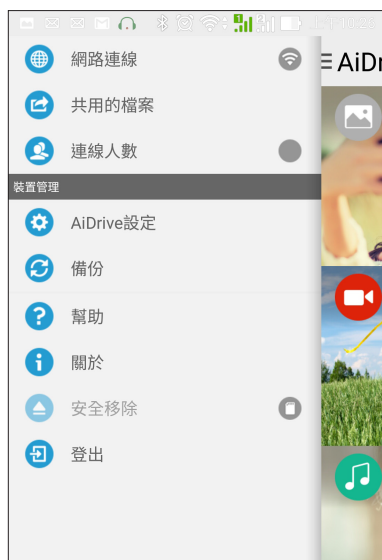 網路連線
≡ AiDr
共用的檔案
連線人數
裝置管理
AiDrive設定
備份
幫助
關於
安全移除
登出